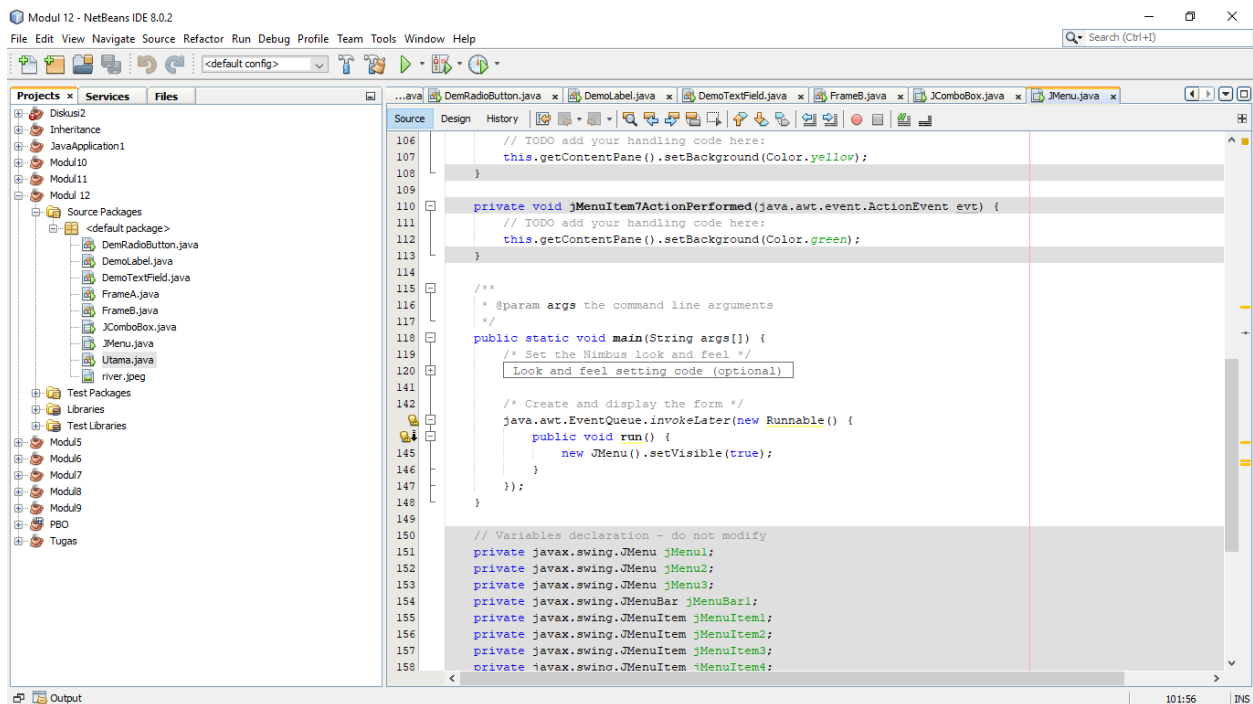 Modul 12 - NetBeans IDE 8.0.2
File Edit View Navigate Source Refactor Run Debug Profile Team Tools Window Help
Search (Ctrl+I)
<default config>
Projects x Services Files
...ava DemRadioButton.java x DemoLabel.java x DemoTextField.java x FrameB.java x JComboBox.java x JMenu.java x
Source Design History
Diskusi2
Inheritance
JavaApplication1
Modul10
Modul11
Modul 12
Source Packages
<default package>
DemRadioButton.java
DemoLabel.java
DemoTextField.java
FrameA.java
FrameB.java
JComboBox.java
JMenu.java
Utama.java
river.jpeg
Test Packages
Libraries
Test Libraries
Modul5
Modul6
Modul7
Modul8
Modul9
PBO
Tugas
106 // TODO add your handling code here:
107 this.getContentPane().setBackground(Color.yellow);
108 }
109
110 private void jMenuItem7ActionPerformed(java.awt.event.ActionEvent evt) {
111 // TODO add your handling code here:
112 this.getContentPane().setBackground(Color.green);
113 }
114
115 /**
116 * @param args the command line arguments
117 */
118 public static void main(String args[]) {
119 /* Set the Nimbus look and feel */
120 Look and feel setting code (optional)
141
142 /* Create and display the form */
java.awt.EventQueue.invokeLater(new Runnable() {
public void run() {
145 new JMenu().setVisible(true);
146 }
147 });
148 }
149
150 // Variables declaration - do not modify
151 private javax.swing.JMenu jMenu1;
152 private javax.swing.JMenu jMenu2;
153 private javax.swing.JMenu jMenu3;
154 private javax.swing.JMenuBar jMenuBar1;
155 private javax.swing.JMenuItem jMenuItem1;
156 private javax.swing.JMenuItem jMenuItem2;
157 private javax.swing.JMenuItem jMenuItem3;
158 private javax.swing.JMenuItem jMenuItem4;
Output
101:56 INS